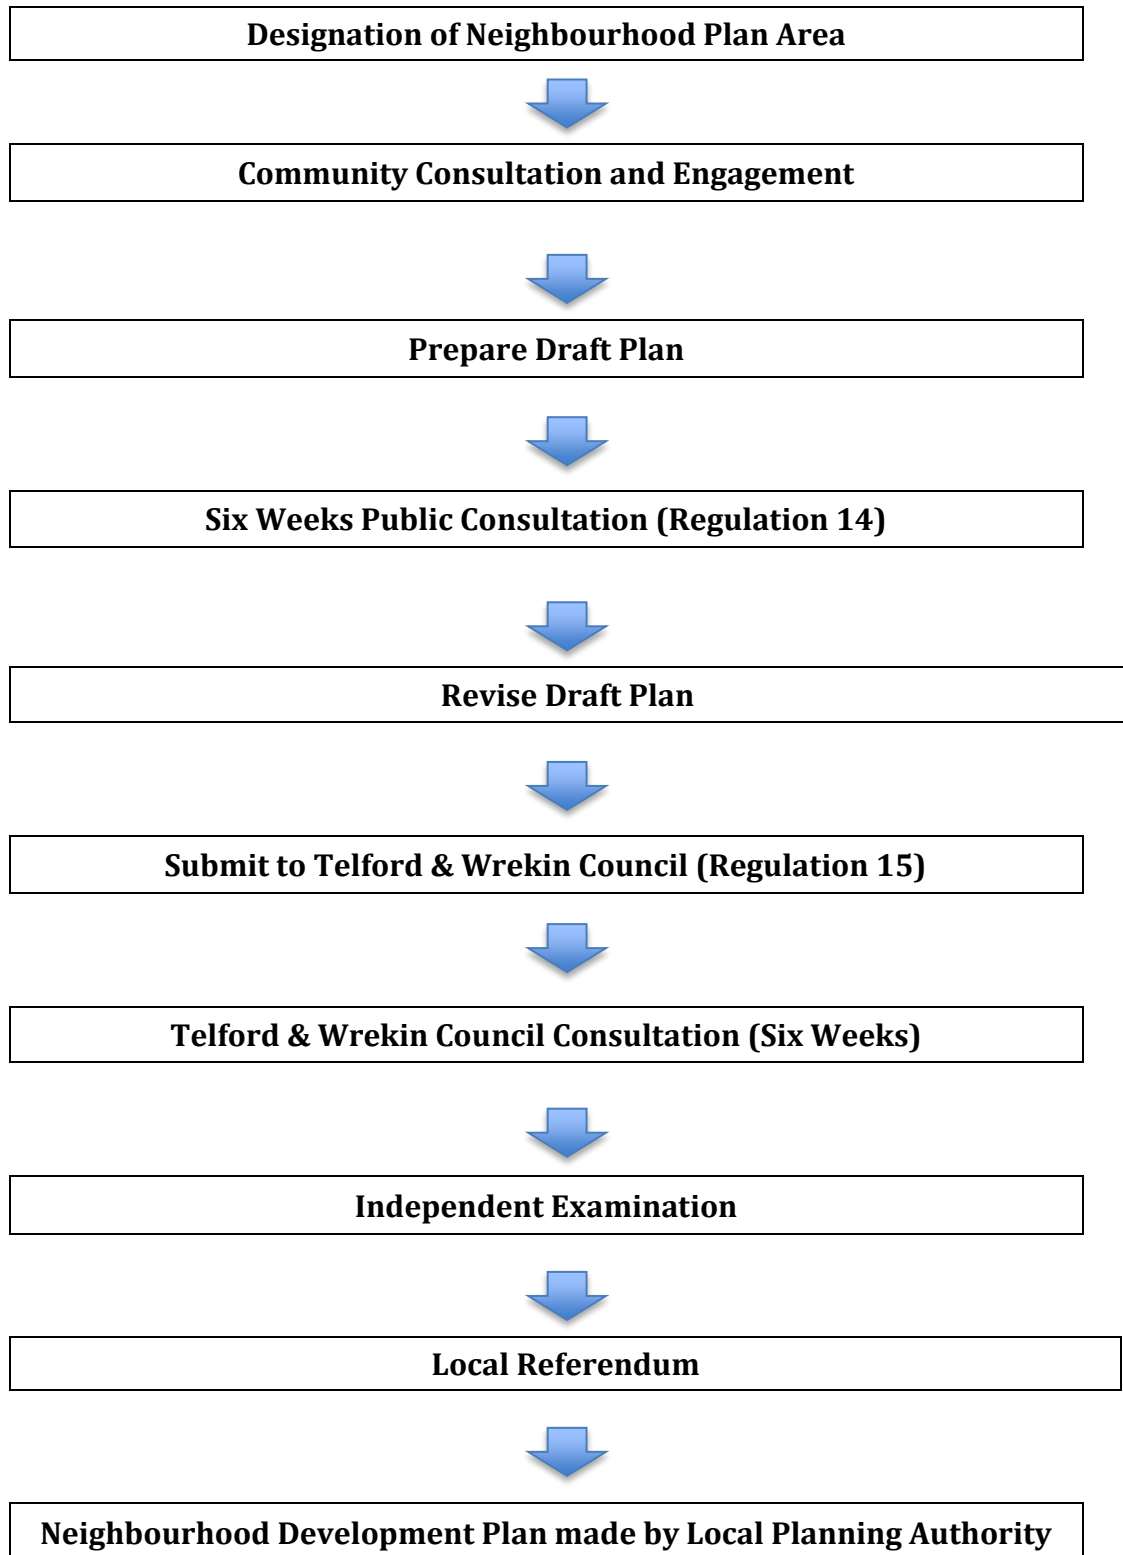 Designation of Neighbourhood Plan Area
Community Consultation and Engagement
Prepare Draft Plan
Six Weeks Public Consultation (Regulation 14)
Revise Draft Plan
Submit to Telford & Wrekin Council (Regulation 15)
Telford & Wrekin Council Consultation (Six Weeks)
Independent Examination
Local Referendum
Neighbourhood Development Plan made by Local Planning Authority